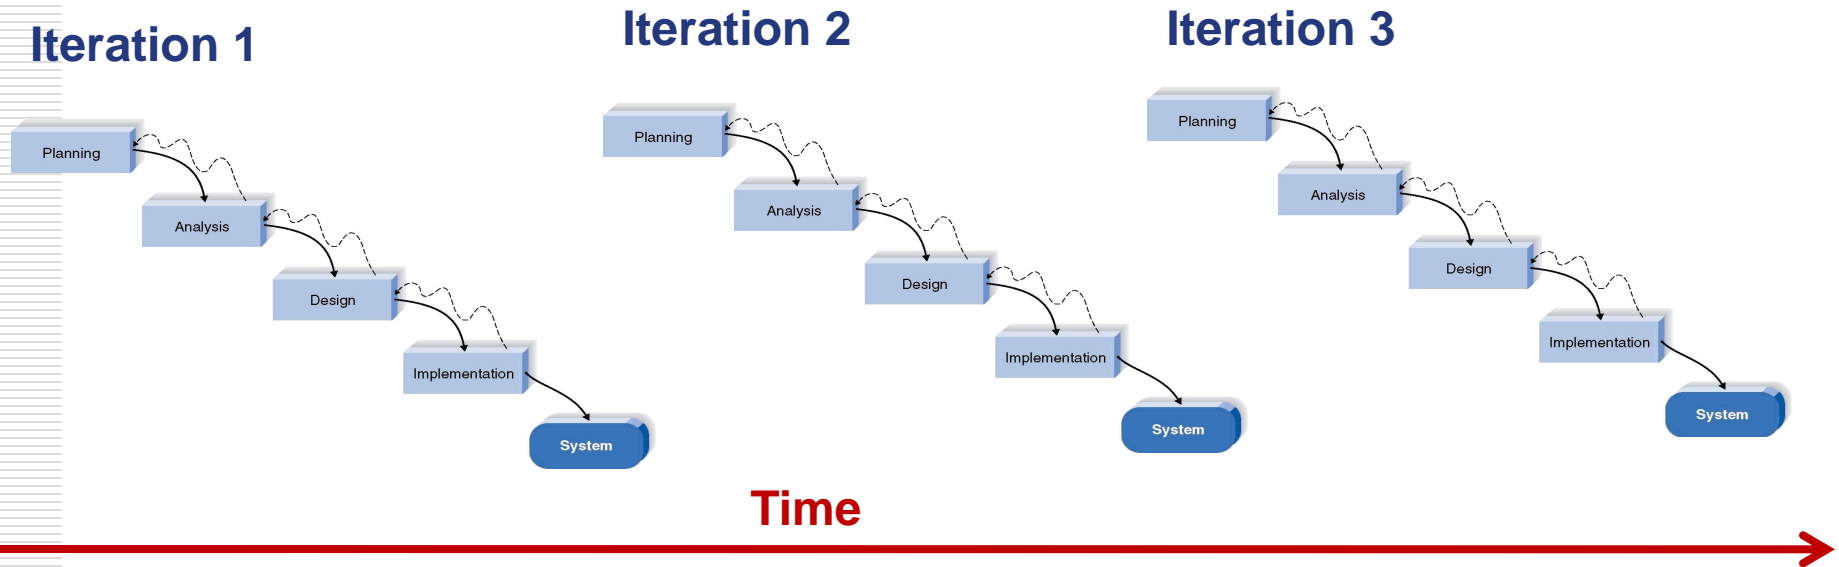 Iteration 1
Planning
Analysis
Design
Implementation
System
Iteration 2
Planning
Analysis
Design
Implementation
System
Iteration 3
Planning
Analysis
Design
Implementation
System
Time